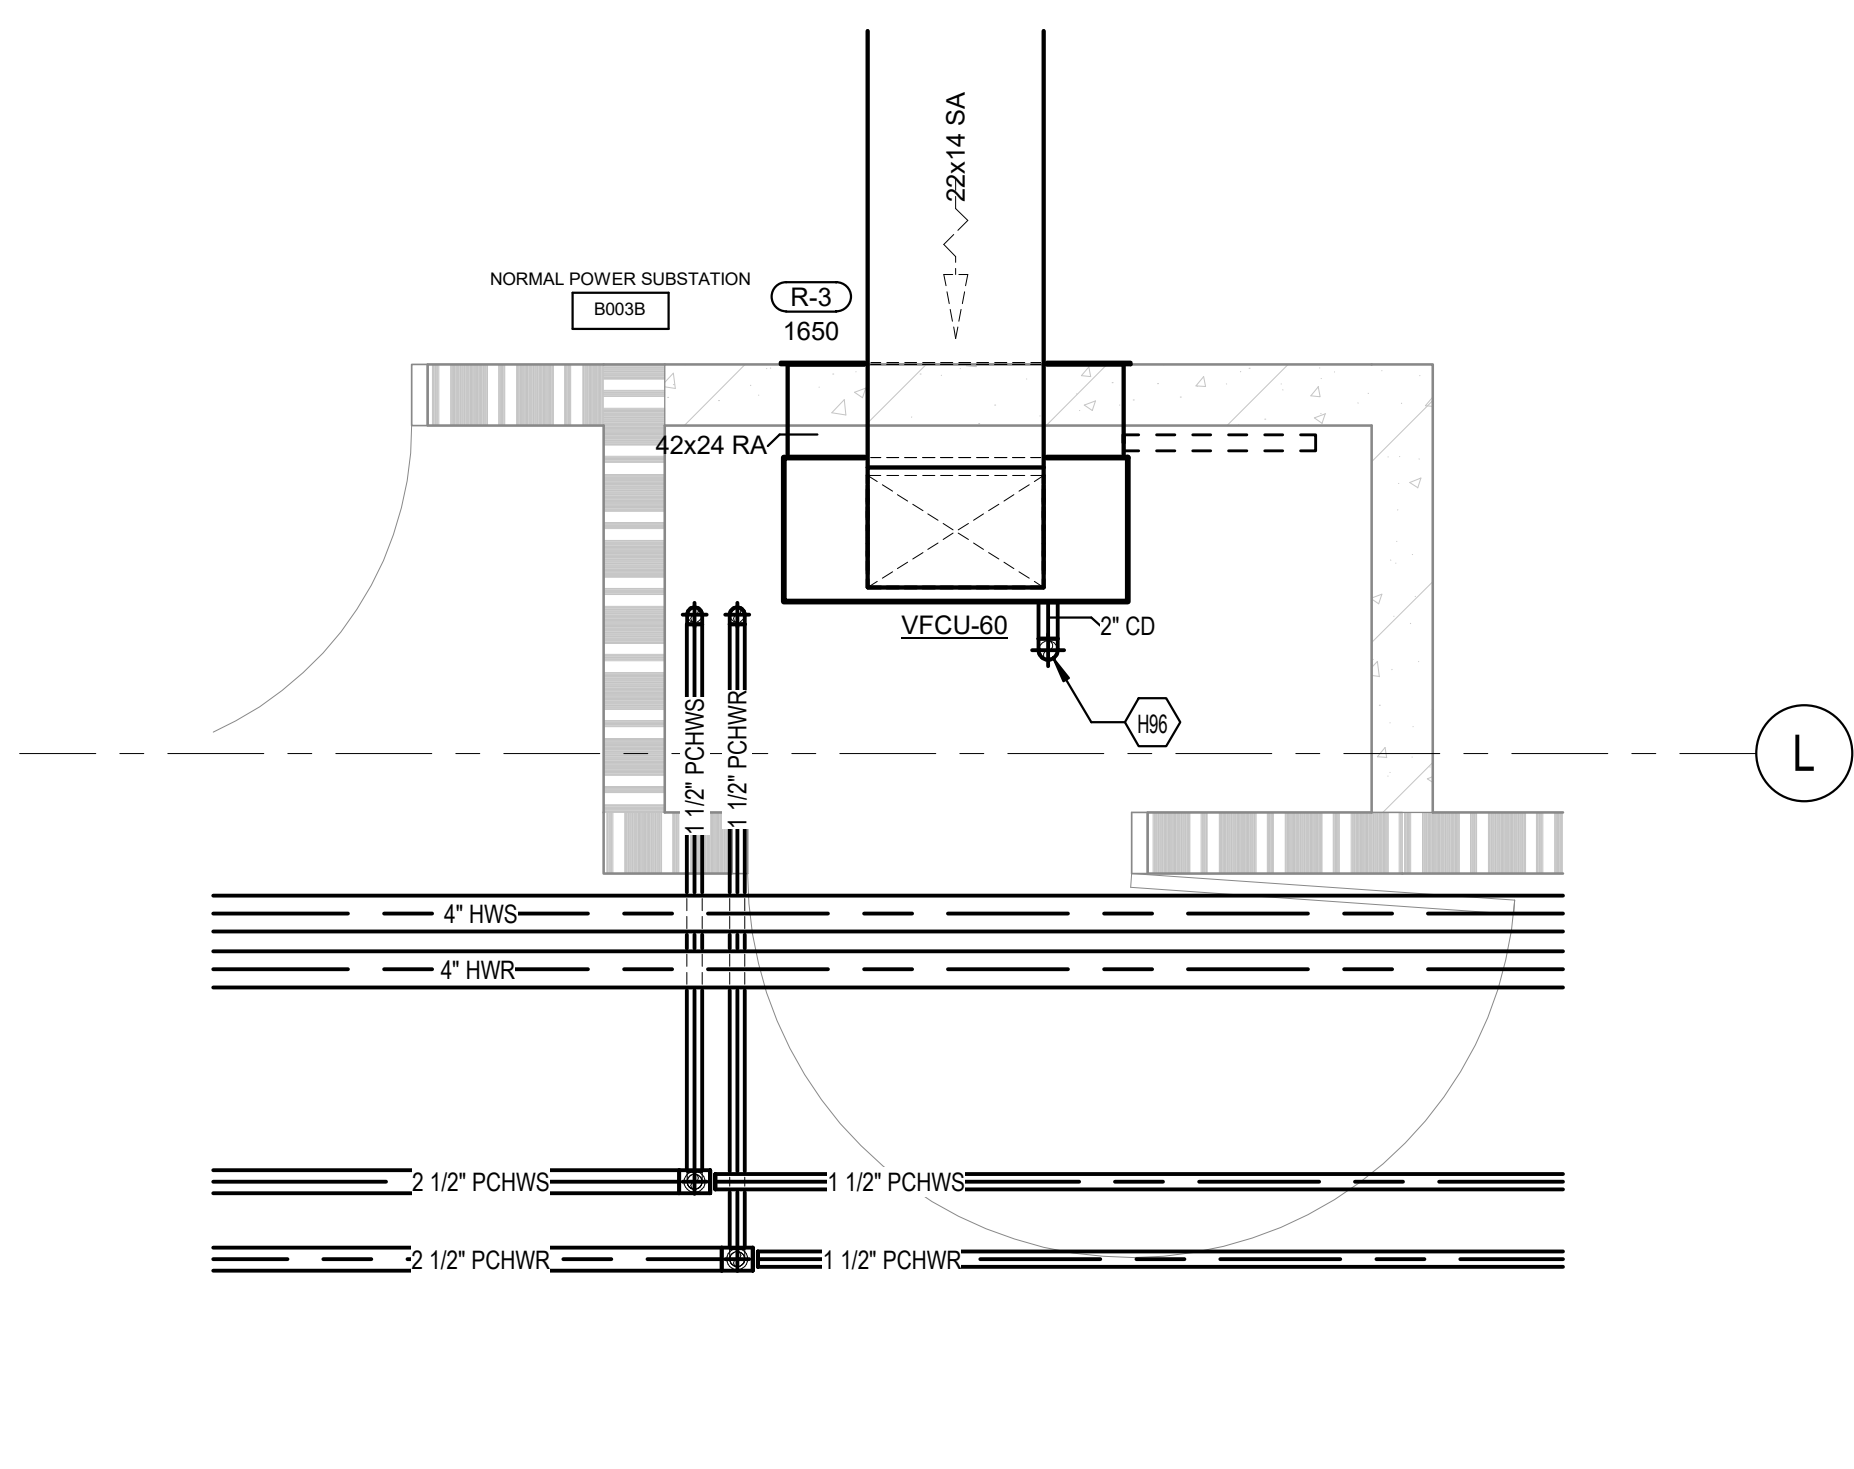 22x14 SA
NORMAL POWER SUBSTATION
B003B
R-3
1650
42x24 RA
VFCU-60
2" CD
H96
1 1/2" PCHWS
1 1/2" PCHWR
L
4" HWS
4" HWR
2 1/2" PCHWS
1 1/2" PCHWS
2 1/2" PCHWR
1 1/2" PCHWR